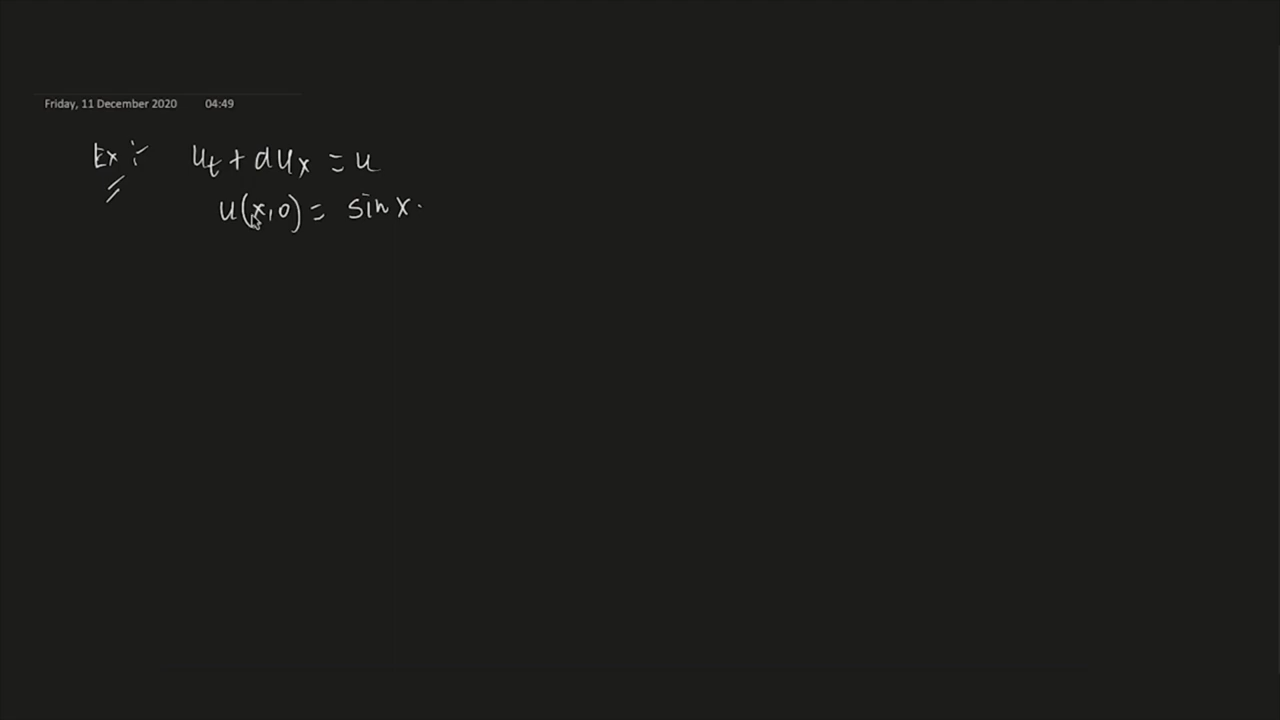 Friday, 11 December 2020 04:49
Ex :- u_t + d u_x = u
u(x,0) = sin x.